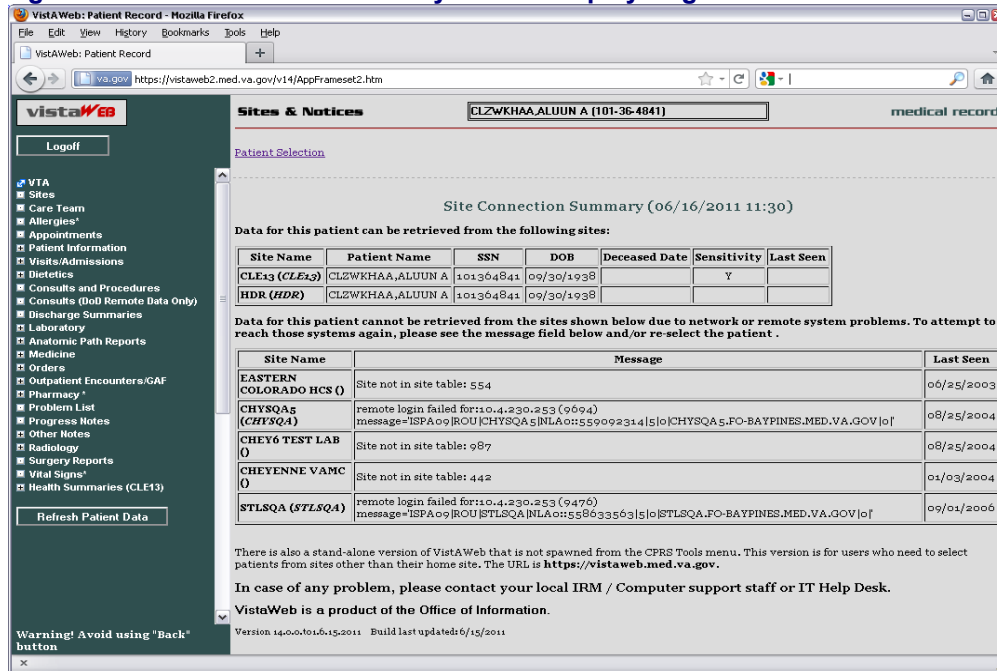 VistAWeb: Patient Record - Mozilla Firefox
File Edit View History Bookmarks Tools Help
VistAWeb: Patient Record +
va.gov https://vistaweb2.med.va.gov/v14/AppFrameset2.htm
vistaWEB
Sites & Notices
CLZWKHAA,ALUUN A (101-36-4841)
medical record
Logoff
Patient Selection
VTA
Sites
Care Team
Allergies*
Appointments
Patient Information
Visits/Admissions
Dietetics
Consults and Procedures
Consults (DoD Remote Data Only)
Discharge Summaries
Laboratory
Anatomic Path Reports
Medicine
Orders
Outpatient Encounters/GAF
Pharmacy*
Problem List
Progress Notes
Other Notes
Radiology
Surgery Reports
Vital Signs*
Health Summaries (CLE13)
Refresh Patient Data
Warning! Avoid using "Back"
button
Site Connection Summary (06/16/2011 11:30)
Data for this patient can be retrieved from the following sites:
Site Name Patient Name SSN DOB Deceased Date Sensitivity Last Seen
CLE13 (CLE13) CLZWKHAA,ALUUN A 101364841 09/30/1938 Y
HDR (HDR) CLZWKHAA,ALUUN A 101364841 09/30/1938
Data for this patient cannot be retrieved from the sites shown below due to network or remote system problems. To attempt to
reach those systems again, please see the message field below and/or re-select the patient .
Site Name Message Last Seen
EASTERN
COLORADO HCS () Site not in site table: 554 06/25/2003
CHYSQA5
(CHYSQA) remote login failed for:10.4.230.253 (9694)
message='ISPA09|ROU|CHYSQA5|NLA0::559092314|5|0|CHYSQA5.FO-BAYPINES.MED.VA.GOV|0|' 08/25/2004
CHEY6 TEST LAB
() Site not in site table: 987 08/25/2004
CHEYENNE VAMC
() Site not in site table: 442 01/03/2004
STLSQA (STLSQA) remote login failed for:10.4.230.253 (9476)
message='ISPA09|ROU|STLSQA|NLA0::558633563|5|0|STLSQA.FO-BAYPINES.MED.VA.GOV|0|' 09/01/2006
There is also a stand-alone version of VistAWeb that is not spawned from the CPRS Tools menu. This version is for users who need to select
patients from sites other than their home site. The URL is https://vistaweb.med.va.gov.
In case of any problem, please contact your local IRM / Computer support staff or IT Help Desk.
VistaWeb is a product of the Office of Information.
Version 14.0.0.t01.6.15.2011 Build last updated: 6/15/2011